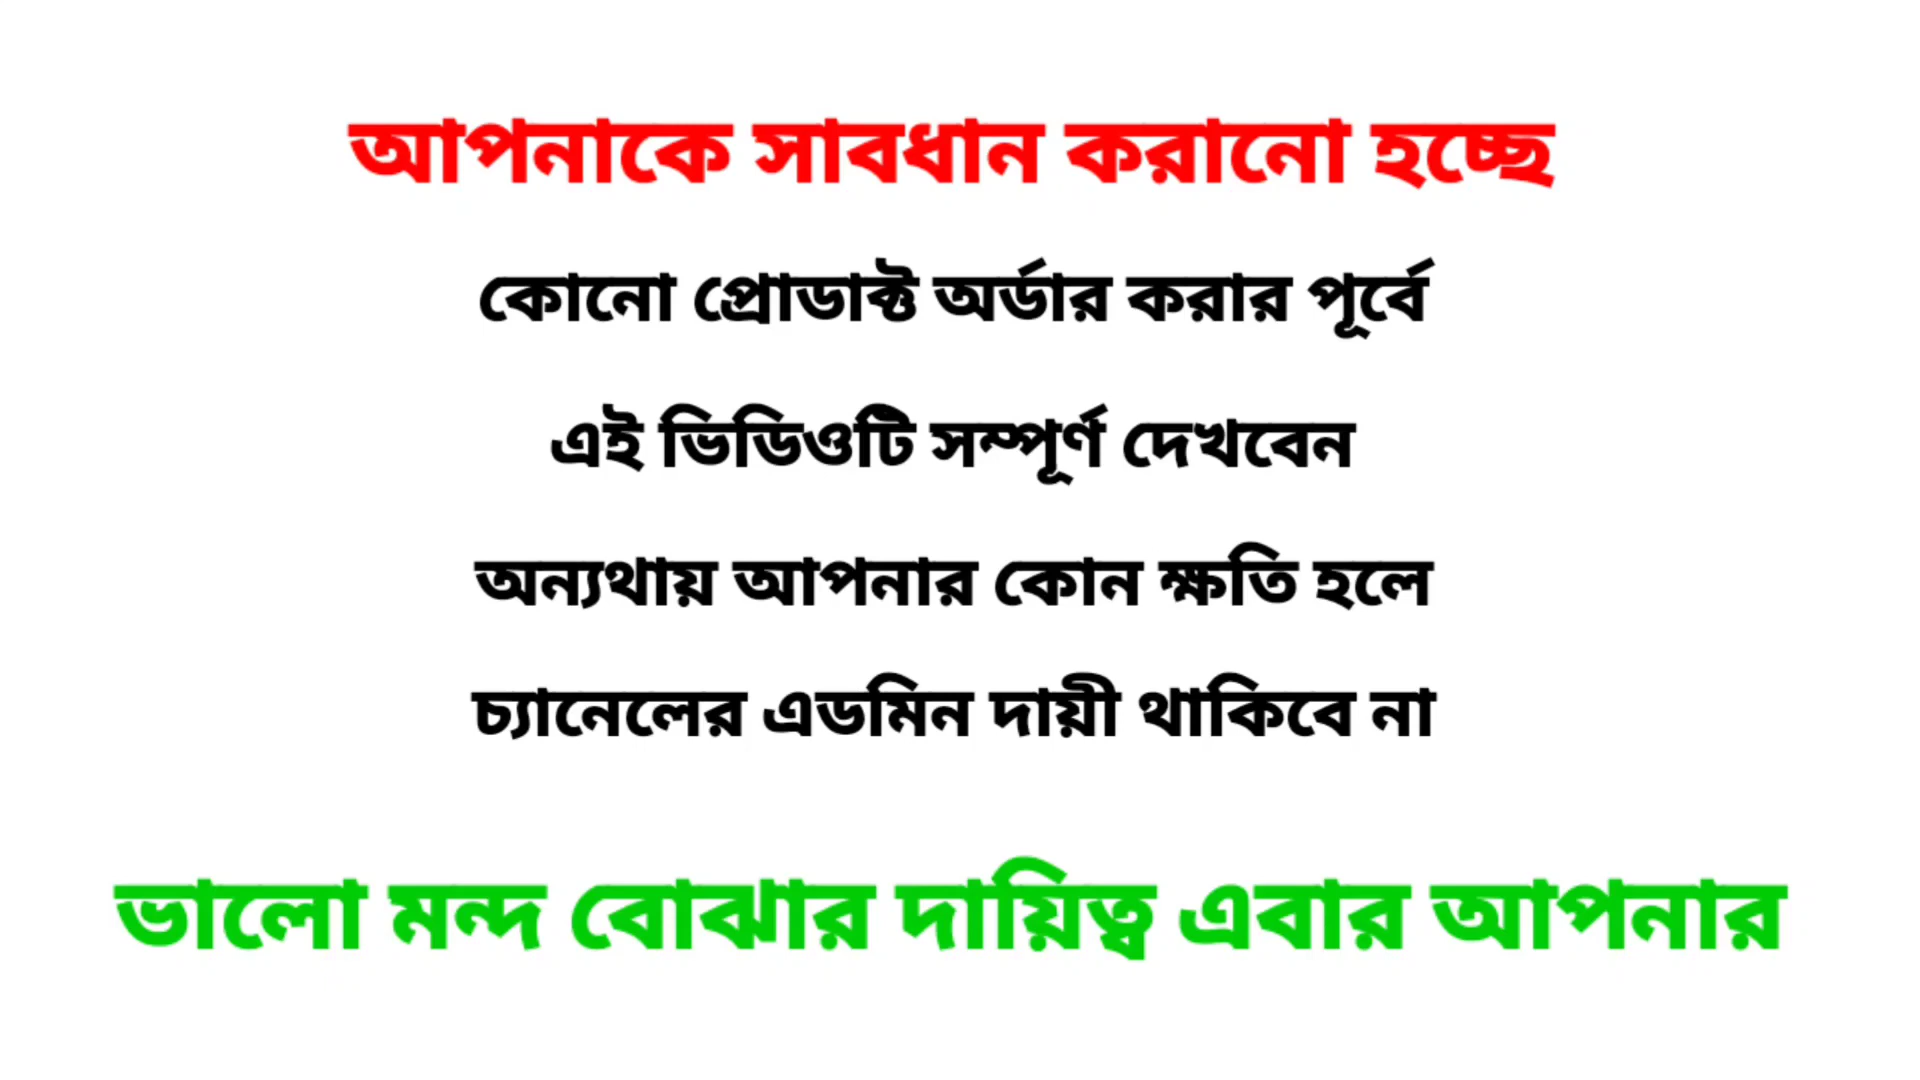 আপনাকে সাবধান করানো হচ্ছে
কোনো প্রোডাক্ট অর্ডার করার পূর্বে
এই ভিডিওটি সম্পূর্ণ দেখবেন
অন্যথায় আপনার কোন ক্ষতি হলে
চ্যানেলের এডমিন দায়ী থাকিবে না
ভালো মন্দ বোঝার দায়িত্ব এবার আপনার